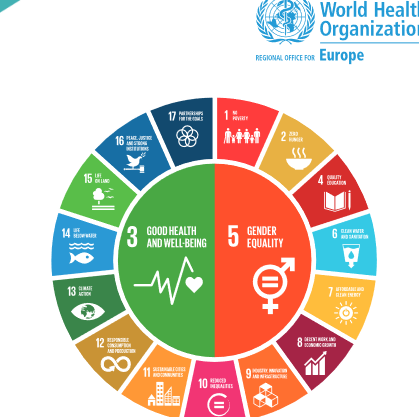 World Health
Organization
REGIONAL OFFICE FOR Europe
17 PARTNERSHIPS
FOR THE GOALS
1 NO
POVERTY
16 PEACE, JUSTICE
AND STRONG
INSTITUTIONS
2 ZERO
HUNGER
15 LIFE
ON LAND
4 QUALITY
EDUCATION
3 GOOD HEALTH
AND WELL-BEING
5 GENDER
EQUALITY
14 LIFE
BELOW WATER
6 CLEAN WATER
AND SANITATION
13 CLIMATE
ACTION
7 AFFORDABLE AND
CLEAN ENERGY
12 RESPONSIBLE
CONSUMPTION
AND PRODUCTION
8 DECENT WORK AND
ECONOMIC GROWTH
11 SUSTAINABLE CITIES
AND COMMUNITIES
9 INDUSTRY, INNOVATION
AND INFRASTRUCTURE
10 REDUCED
INEQUALITIES